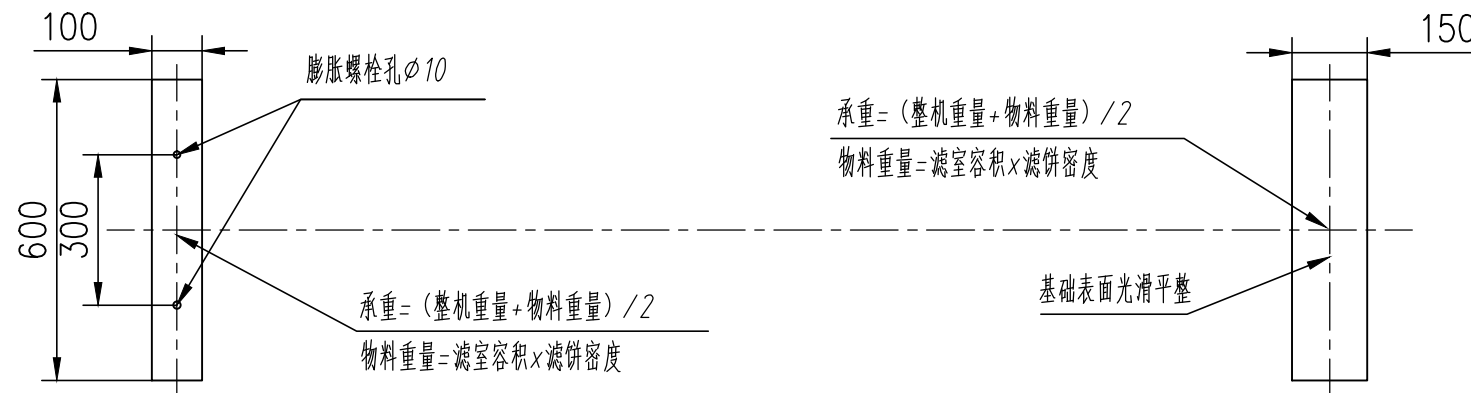 100
150
膨胀螺栓孔φ10
承重=（整机重量+物料重量）/2
物料重量=滤室容积x滤饼密度
600
300
基础表面光滑平整
承重=（整机重量+物料重量）/2
物料重量=滤室容积x滤饼密度